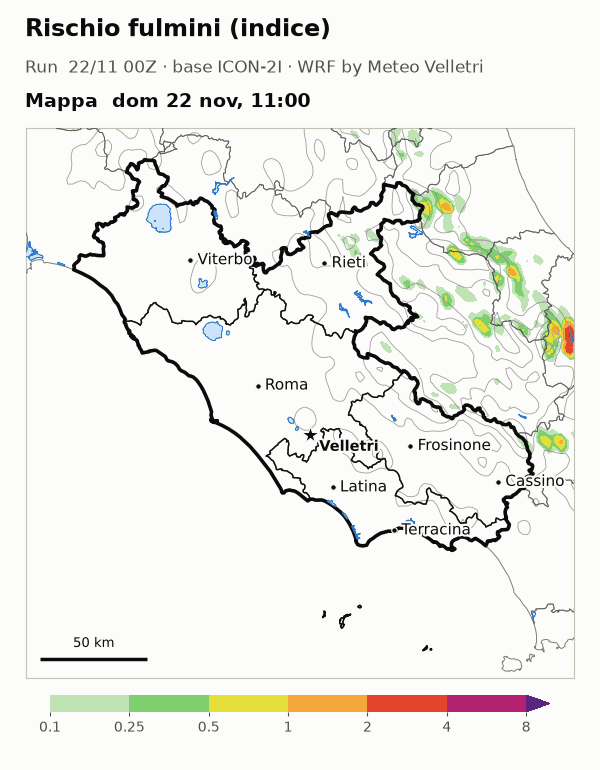 Rischio fulmini (indice)
Run  22/11 00Z · base ICON-2I · WRF by Meteo Velletri
Mappa  dom 22 nov, 11:00
Viterbo
Rieti
Roma
Velletri
Frosinone
Latina
Cassino
Terracina
50 km
0.1 0.25 0.5 1 2 4 8